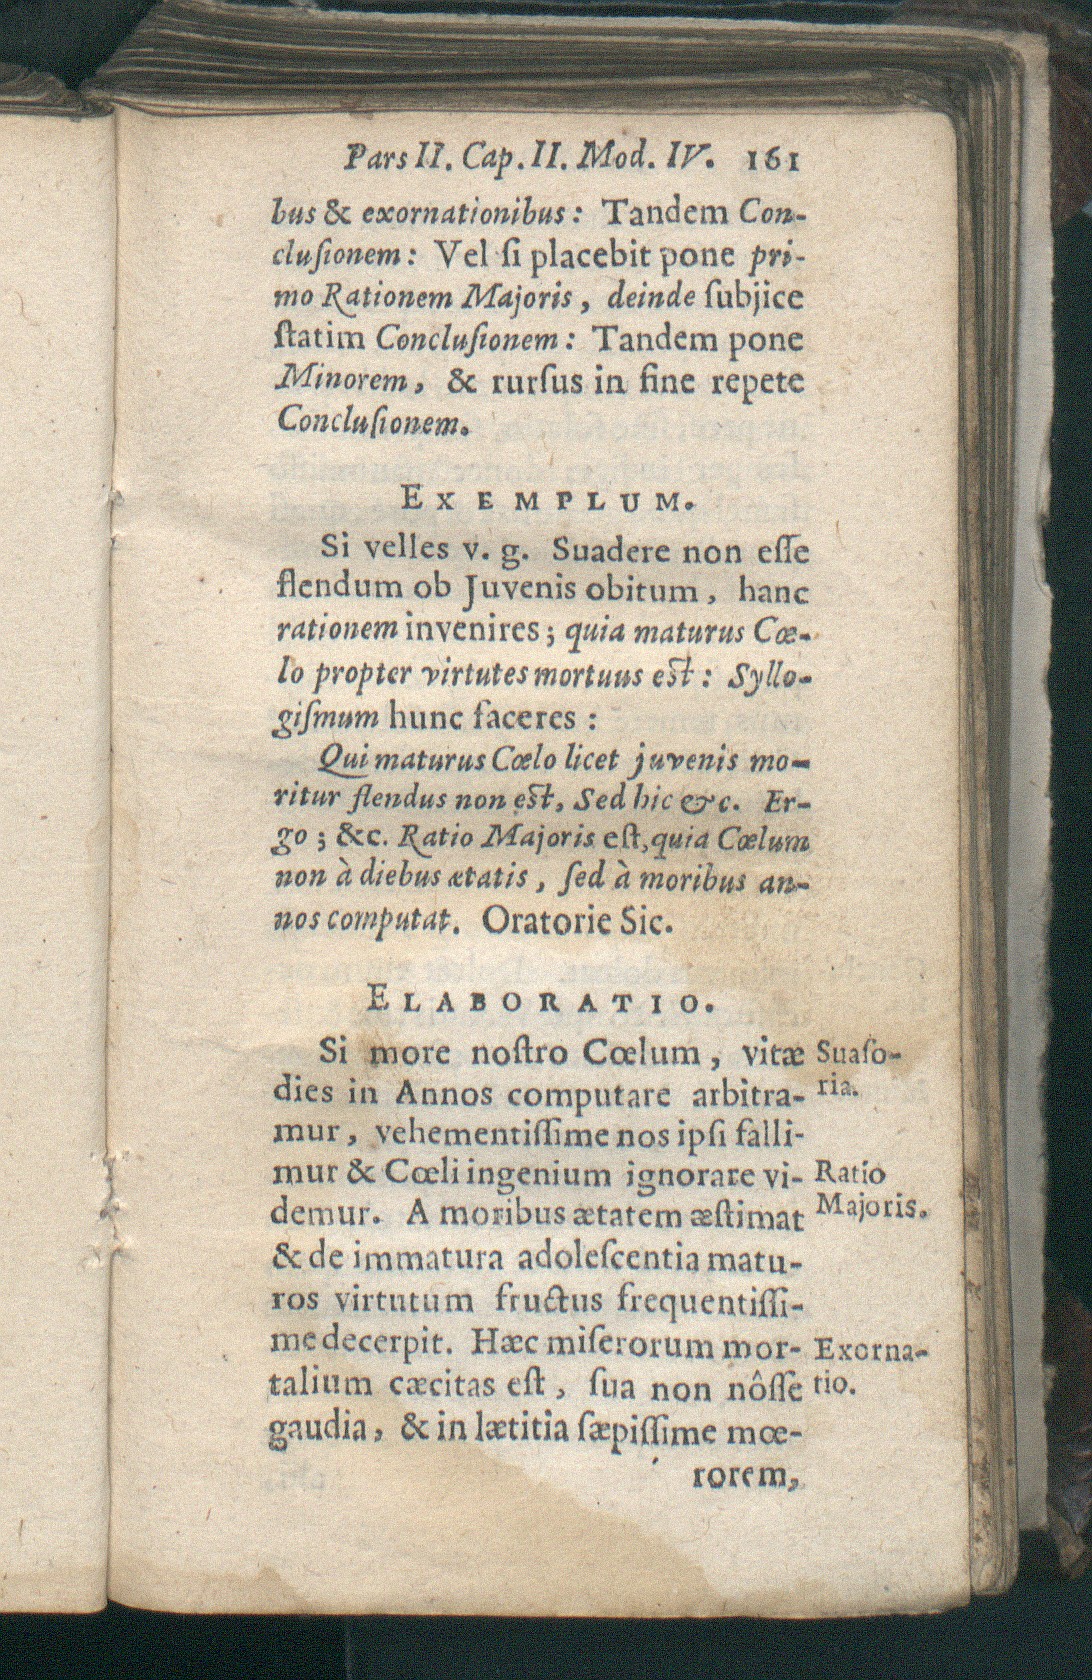 Pars II. Cap. II. Mod. IV. 161
bus & exornationibus: Tandem Con-
cluſionem: Vel ſi placebit pone pri-
mo Rationem Majoris, deinde ſubjice
ſtatim Concluſionem: Tandem pone
Minorem, & rurſus in fine repete
Concluſionem.
EXEMPLUM.
Si velles v. g. Suadere non eſſe
flendum ob Juvenis obitum, hanc
rationem invenires; quia maturus Cœ-
lo propter virtutes mortuus eſt: Syllo-
giſmum hunc faceres:
Qui maturus Cœlo licet juvenis mo-
ritur flendus non eſt, Sed hic &c. Er-
go; &c. Ratio Majoris eſt, quia Cœlum
non à diebus ætatis, ſed à moribus an-
nos computat. Oratorie Sic.
ELABORATIO.
Si more noſtro Cœlum, vitæ Suaſo-
dies in Annos computare arbitra- ria.
mur, vehementiſſime nos ipſi falli-
mur & Cœli ingenium ignorare vi- Ratio
demur. A moribus ætatem æſtimat Majoris.
& de immatura adoleſcentia matu-
ros virtutum fructus frequentiſſi-
me decerpit. Hæc miſerorum mor- Exorna-
talium cæcitas eſt, ſua non nôſſe tio.
gaudia, & in lætitia ſæpiſſime mœ-
rorem,